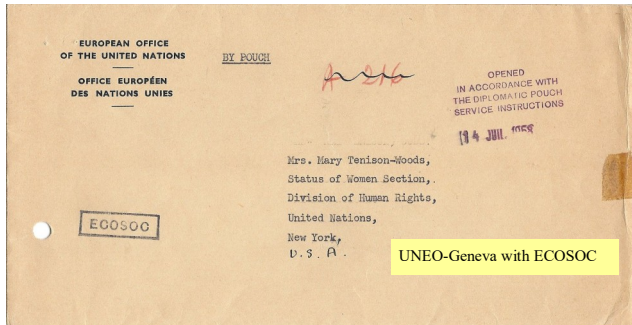 EUROPEAN OFFICE
OF THE UNITED NATIONS
OFFICE EUROPÉEN
DES NATIONS UNIES
BY POUCH
A 216
OPENED
IN ACCORDANCE WITH
THE DIPLOMATIC POUCH
SERVICE INSTRUCTIONS
JUIL. 1958
Mrs. Mary Tenison-Woods,
Status of Women Section,
Division of Human Rights,
United Nations,
New York,
U.S.A.
ECOSOC
UNEO-Geneva with ECOSOC